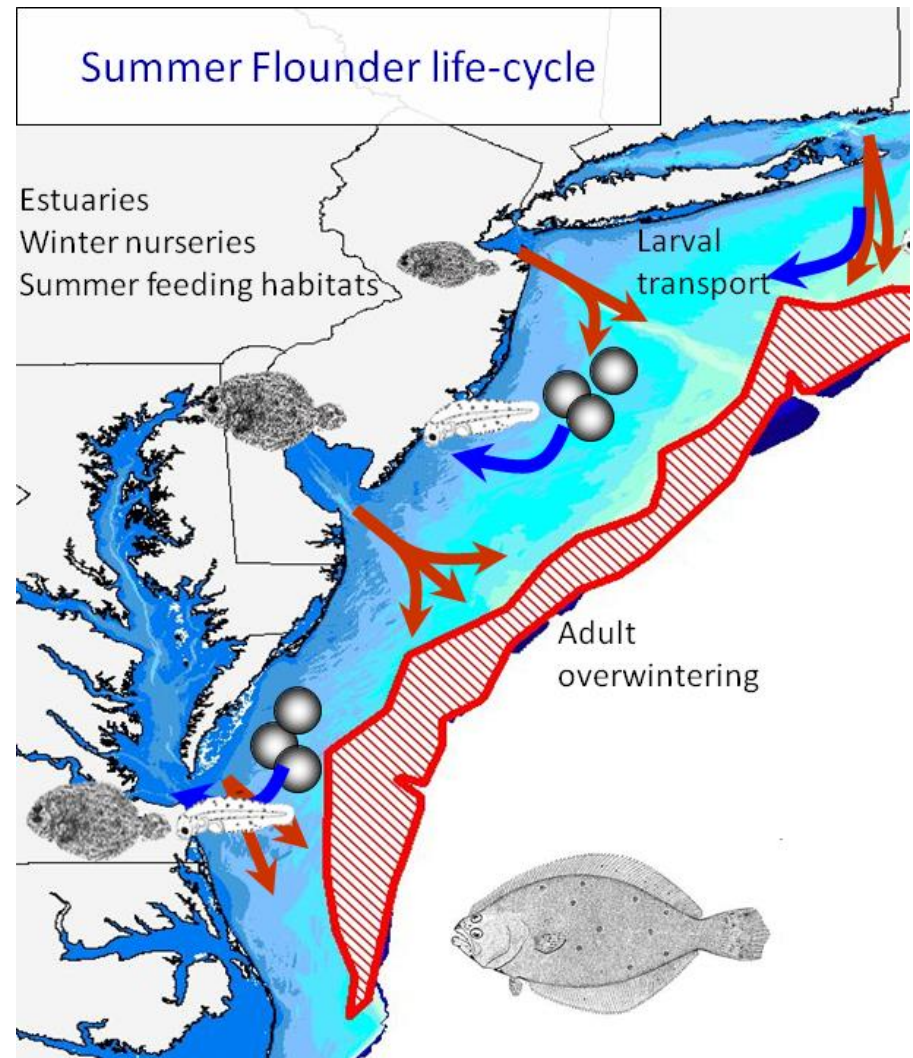 Summer Flounder life-cycle
Estuaries
Winter nurseries
Summer feeding habitats
Larval
transport
Adult
overwintering